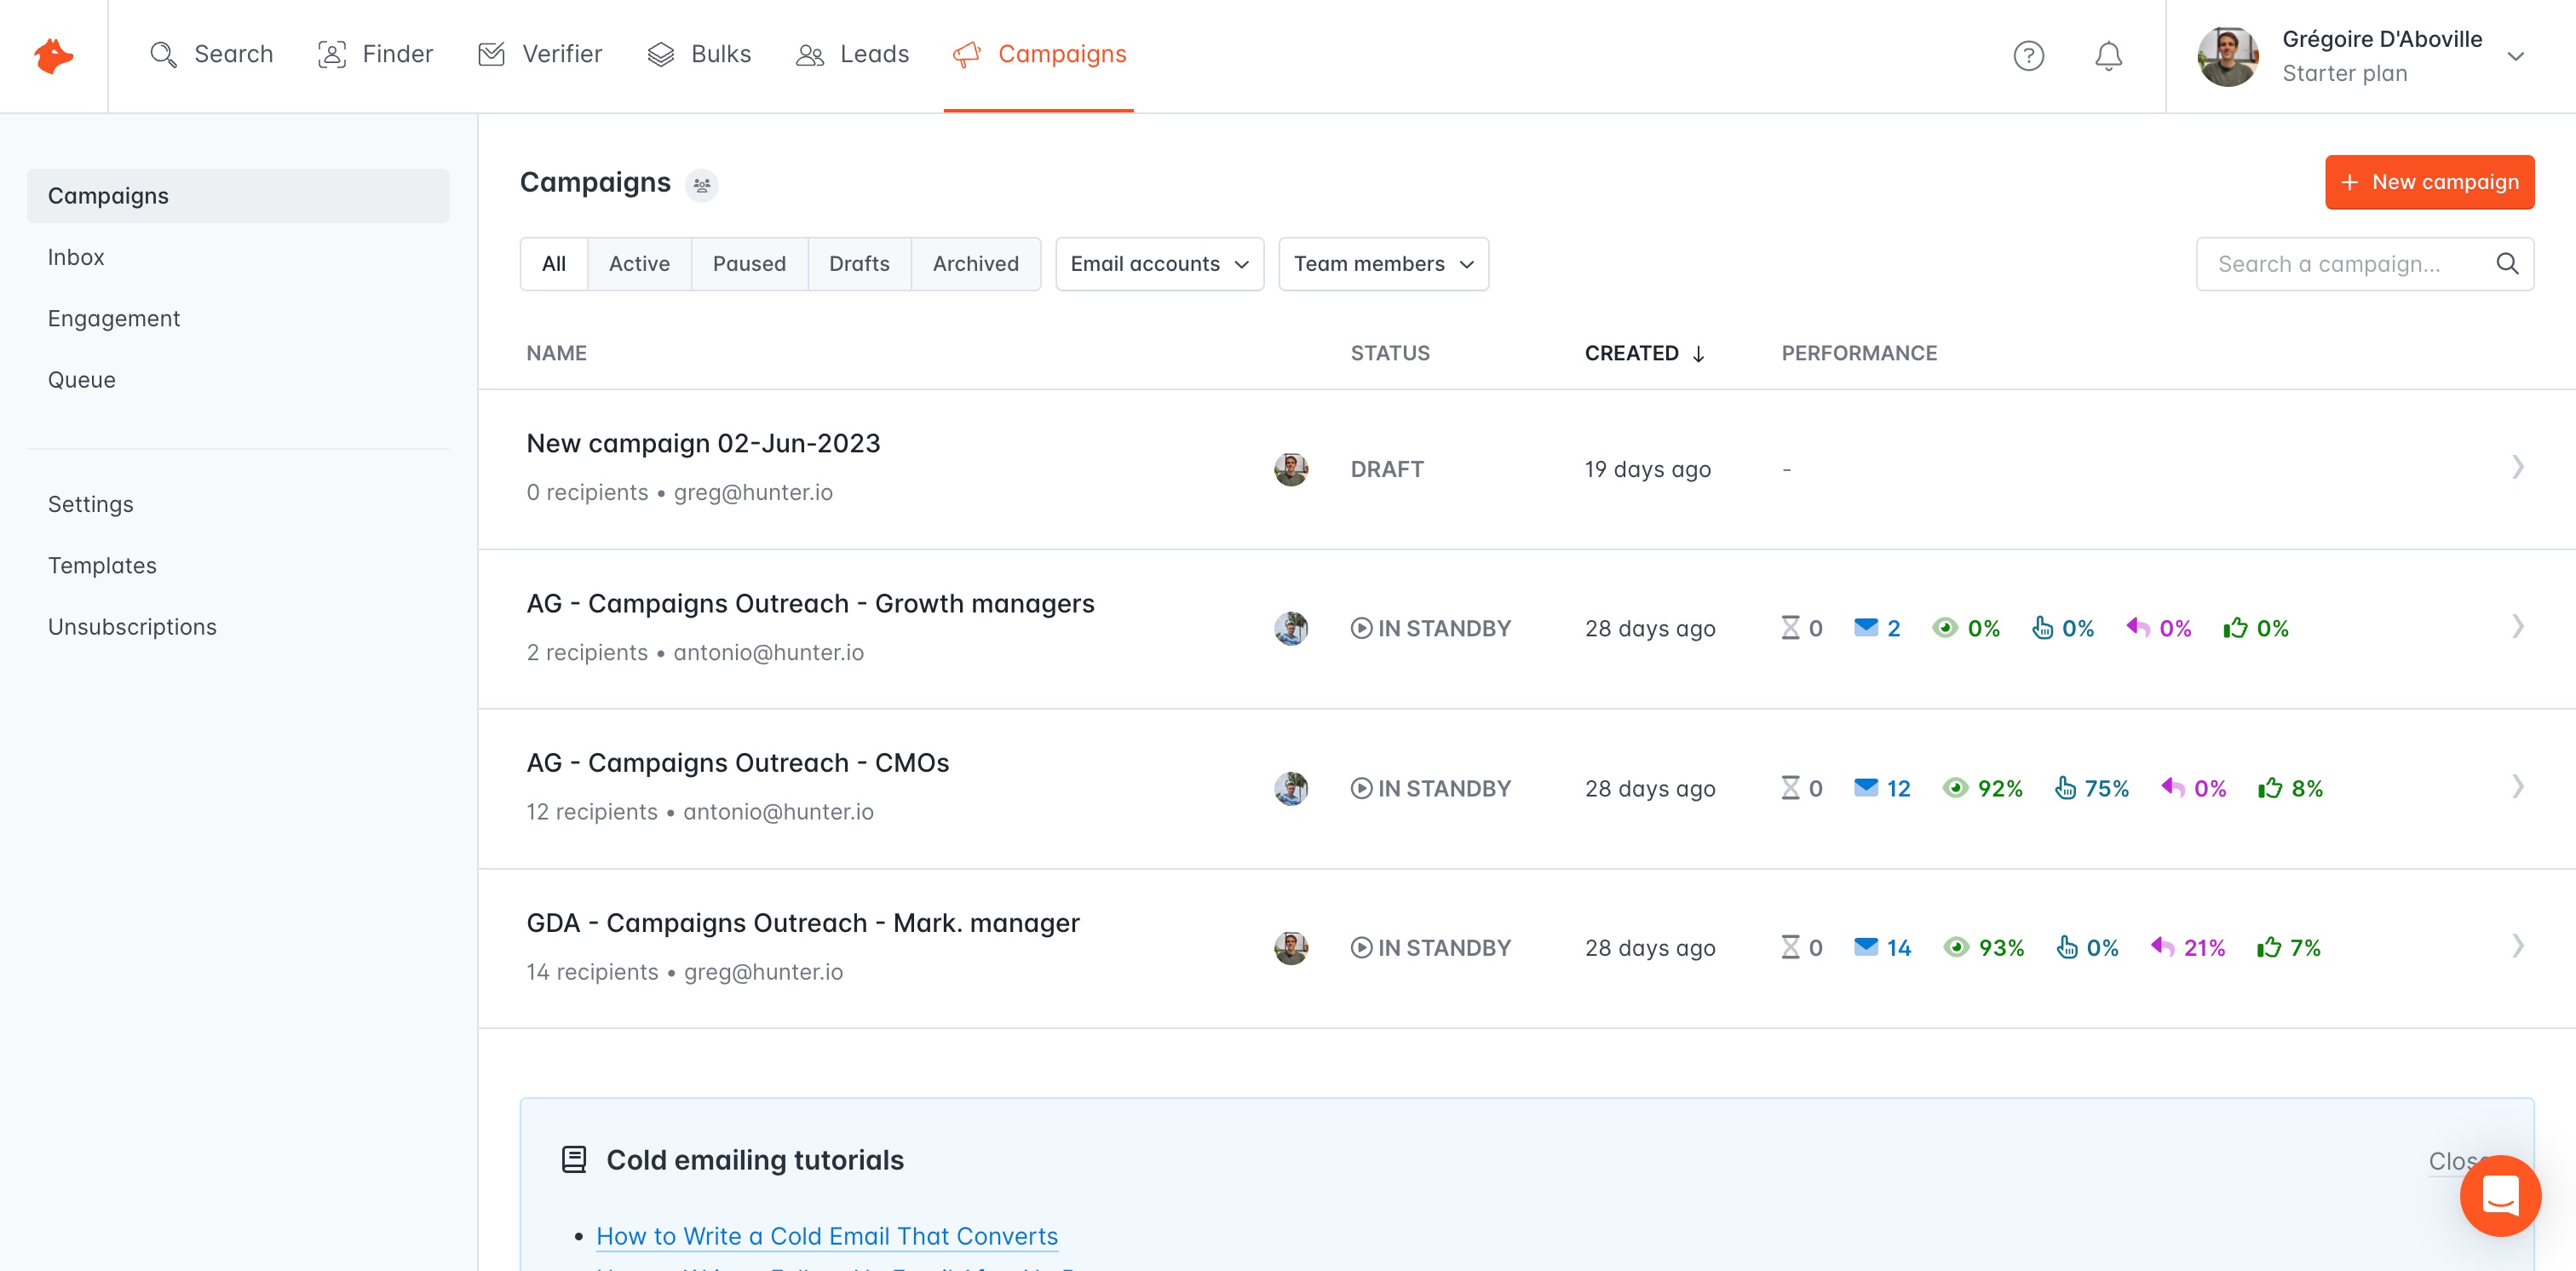 Search Finder Verifier Bulks Leads Campaigns
Grégoire D'Aboville
Starter plan
Campaigns
Inbox
Engagement
Queue
Settings
Templates
Unsubscriptions
Campaigns
+ New campaign
All Active Paused Drafts Archived Email accounts Team members
Search a campaign...
NAME STATUS CREATED ↓ PERFORMANCE
New campaign 02-Jun-2023
0 recipients • greg@hunter.io
DRAFT 19 days ago -
AG - Campaigns Outreach - Growth managers
2 recipients • antonio@hunter.io
IN STANDBY 28 days ago 0 2 0% 0% 0% 0%
AG - Campaigns Outreach - CMOs
12 recipients • antonio@hunter.io
IN STANDBY 28 days ago 0 12 92% 75% 0% 8%
GDA - Campaigns Outreach - Mark. manager
14 recipients • greg@hunter.io
IN STANDBY 28 days ago 0 14 93% 0% 21% 7%
Cold emailing tutorials
• How to Write a Cold Email That Converts